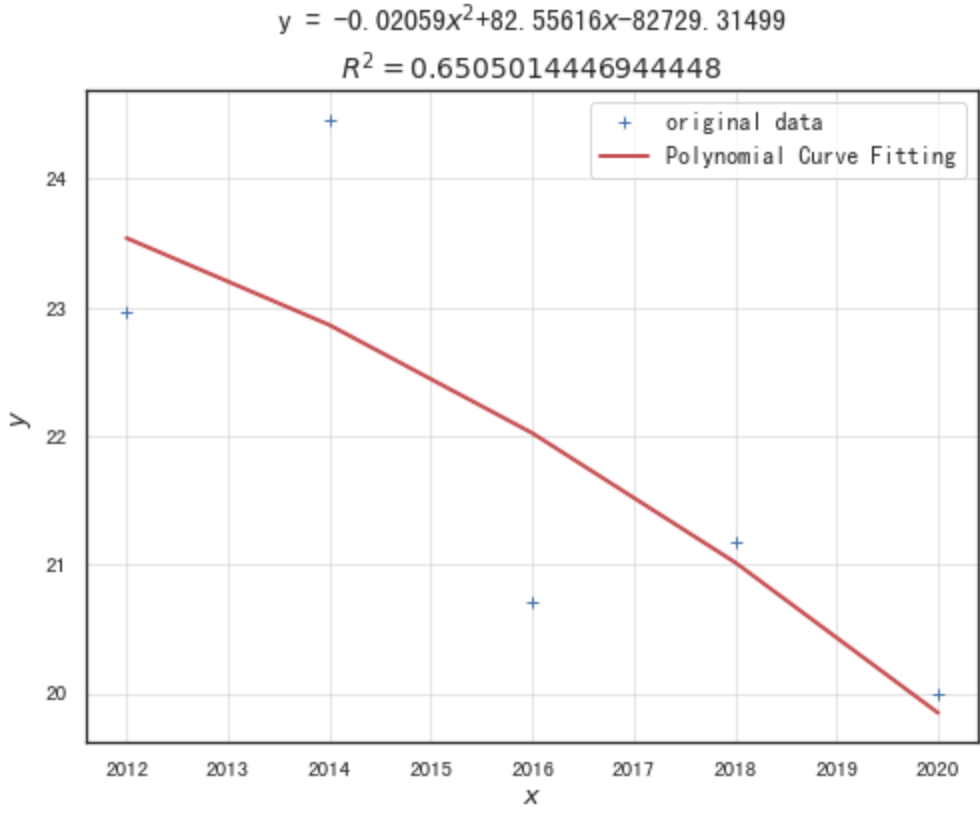 y = −0.02059x²+82.55616x−82729.31499
R² = 0.6505014446944448
original data
Polynomial Curve Fitting
24
23
22
21
20
y
2012 2013 2014 2015 2016 2017 2018 2019 2020
x